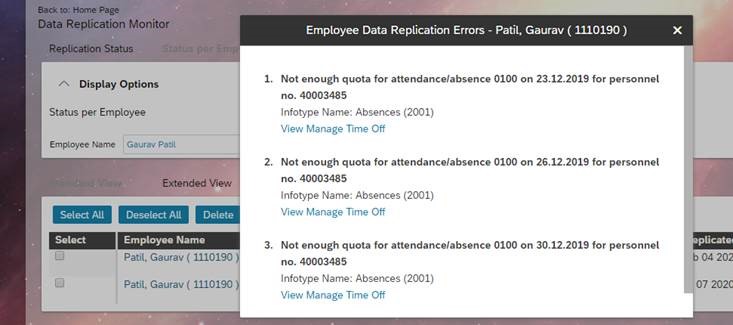 Back to: Home Page
Data Replication Monitor
Replication Status
Status per Emp
Display Options
Status per Employee
Employee Name Gaurav Patil
Standard View Extended View
Select All Deselect All Delete
Select Employee Name
Patil, Gaurav ( 1110190 )
Patil, Gaurav ( 1110190 )
eplicate
b 04 202
07 2020
Employee Data Replication Errors - Patil, Gaurav ( 1110190 ) ×
1. Not enough quota for attendance/absence 0100 on 23.12.2019 for personnel
no. 40003485
Infotype Name: Absences (2001)
View Manage Time Off
2. Not enough quota for attendance/absence 0100 on 26.12.2019 for personnel
no. 40003485
Infotype Name: Absences (2001)
View Manage Time Off
3. Not enough quota for attendance/absence 0100 on 30.12.2019 for personnel
no. 40003485
Infotype Name: Absences (2001)
View Manage Time Off